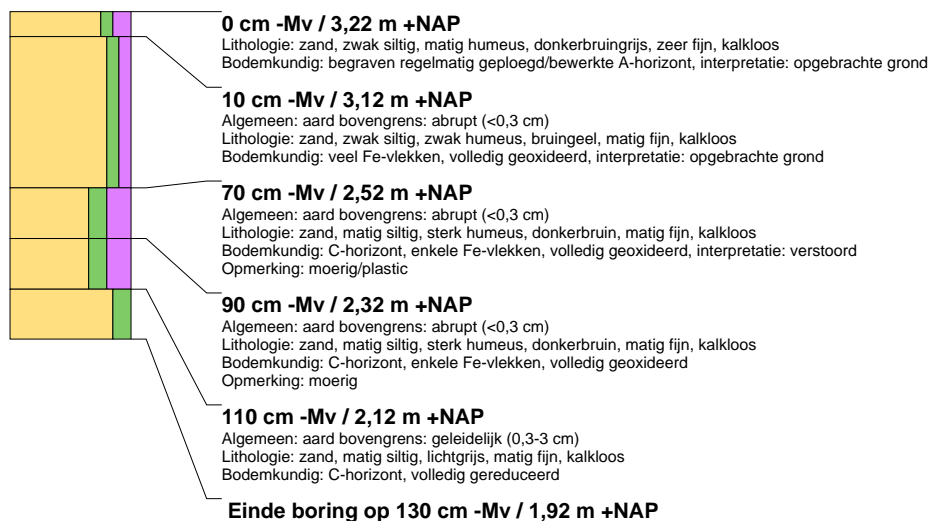 0 cm -Mv / 3,22 m +NAP
Lithologie: zand, zwak siltig, matig humeus, donkerbruingrijs, zeer fijn, kalkloos
Bodemkundig: begraven regelmatig geploegd/bewerkte A-horizont, interpretatie: opgebrachte grond
10 cm -Mv / 3,12 m +NAP
Algemeen: aard bovengrens: abrupt (<0,3 cm)
Lithologie: zand, zwak siltig, zwak humeus, bruingeel, matig fijn, kalkloos
Bodemkundig: veel Fe-vlekken, volledig geoxideerd, interpretatie: opgebrachte grond
70 cm -Mv / 2,52 m +NAP
Algemeen: aard bovengrens: abrupt (<0,3 cm)
Lithologie: zand, matig siltig, sterk humeus, donkerbruin, matig fijn, kalkloos
Bodemkundig: C-horizont, enkele Fe-vlekken, volledig geoxideerd, interpretatie: verstoord
Opmerking: moerig/plastic
90 cm -Mv / 2,32 m +NAP
Algemeen: aard bovengrens: abrupt (<0,3 cm)
Lithologie: zand, matig siltig, sterk humeus, donkerbruin, matig fijn, kalkloos
Bodemkundig: C-horizont, enkele Fe-vlekken, volledig geoxideerd
Opmerking: moerig
110 cm -Mv / 2,12 m +NAP
Algemeen: aard bovengrens: geleidelijk (0,3-3 cm)
Lithologie: zand, matig siltig, lichtgrijs, matig fijn, kalkloos
Bodemkundig: C-horizont, volledig gereduceerd
Einde boring op 130 cm -Mv / 1,92 m +NAP